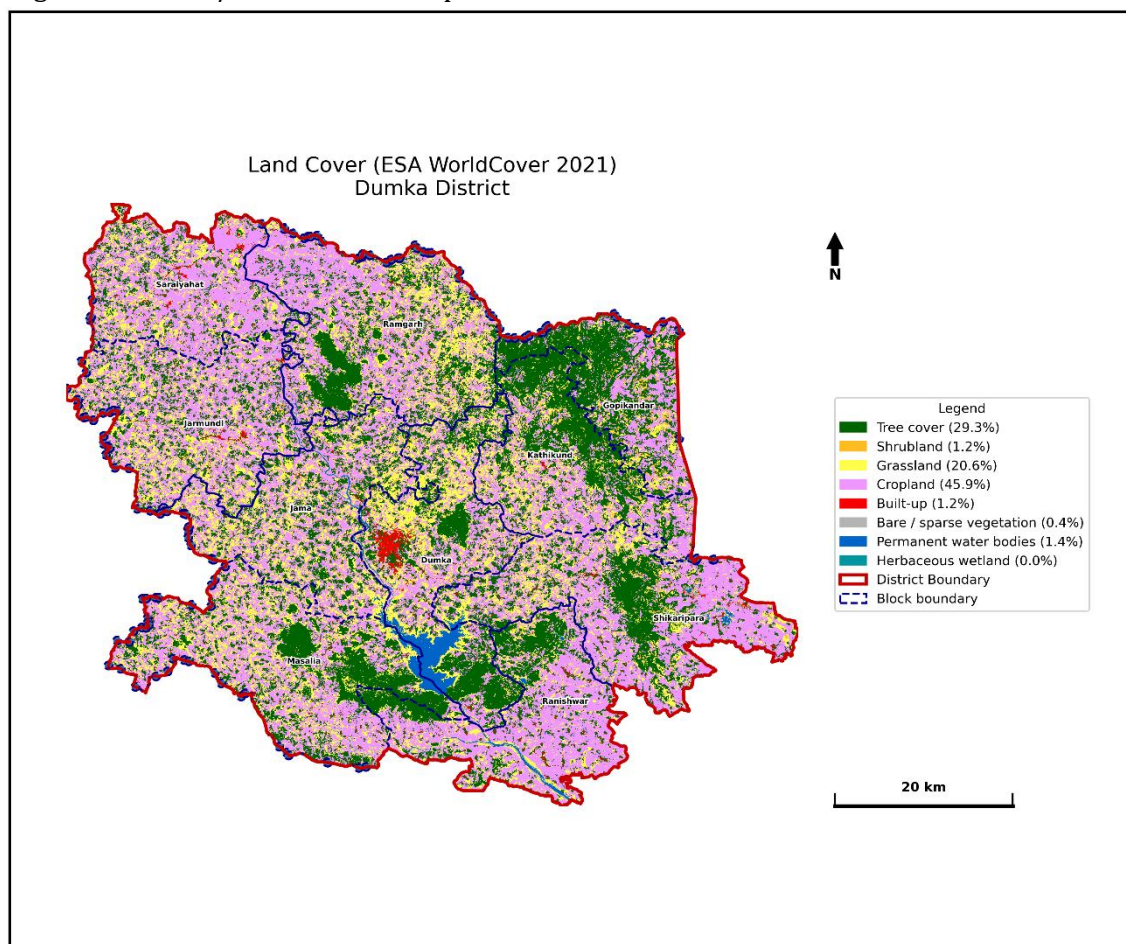 Land Cover (ESA WorldCover 2021)
Dumka District
N
Saraiyahat
Ramgarh
Gopikandar
Jarmundi
Kathikund
Jama
Dumka
Shikaripara
Masalia
Ranishwar
Legend
Tree cover (29.3%)
Shrubland (1.2%)
Grassland (20.6%)
Cropland (45.9%)
Built-up (1.2%)
Bare / sparse vegetation (0.4%)
Permanent water bodies (1.4%)
Herbaceous wetland (0.0%)
District Boundary
Block boundary
20 km